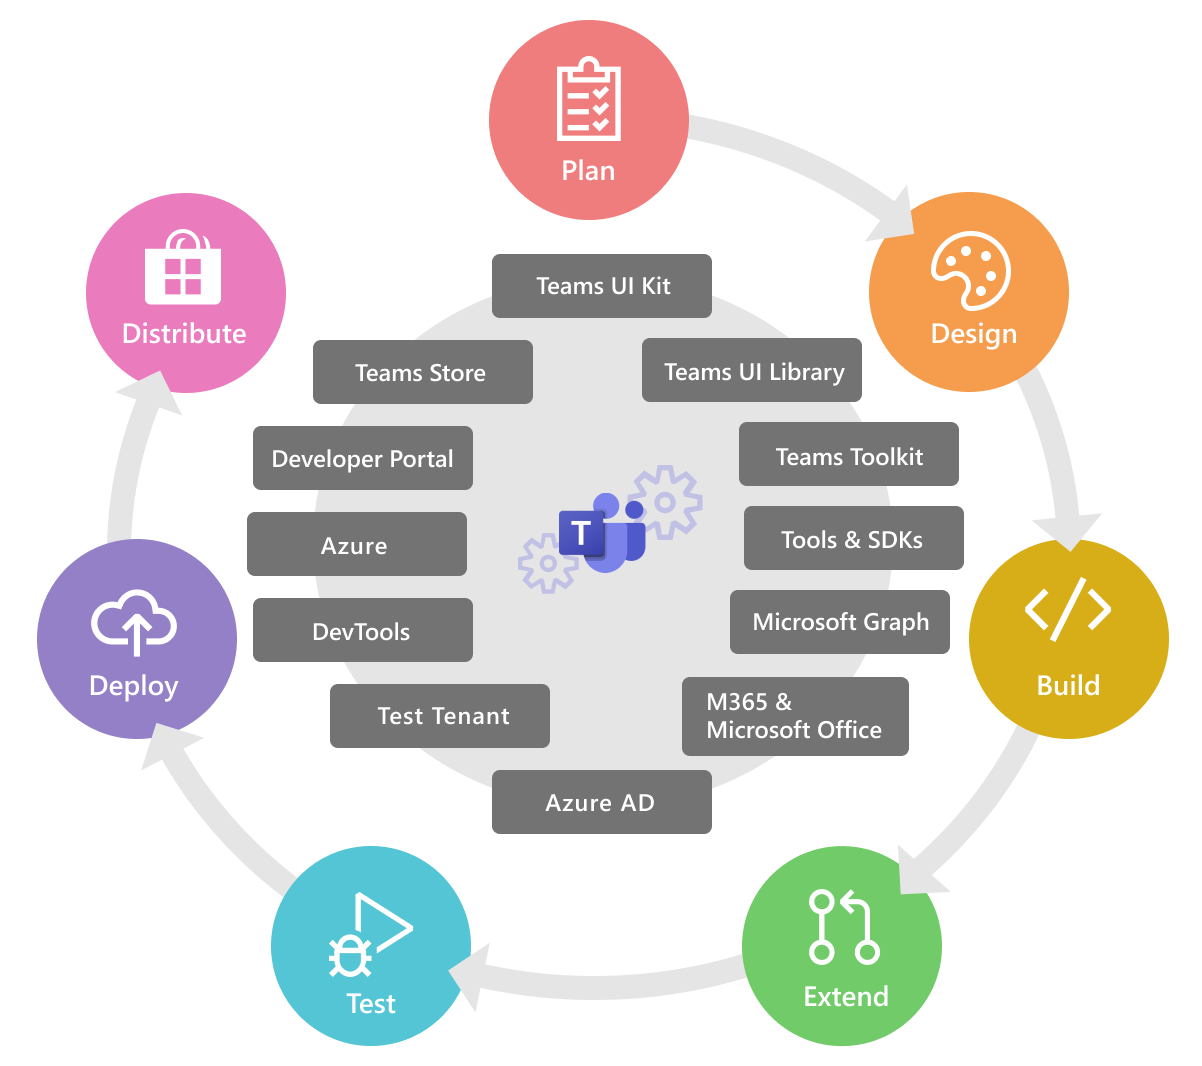 Plan
Design
Build
Extend
Test
Deploy
Distribute
Teams UI Kit
Teams UI Library
Teams Toolkit
Tools & SDKs
Microsoft Graph
M365 &
Microsoft Office
Azure AD
Test Tenant
DevTools
Azure
Developer Portal
Teams Store
T